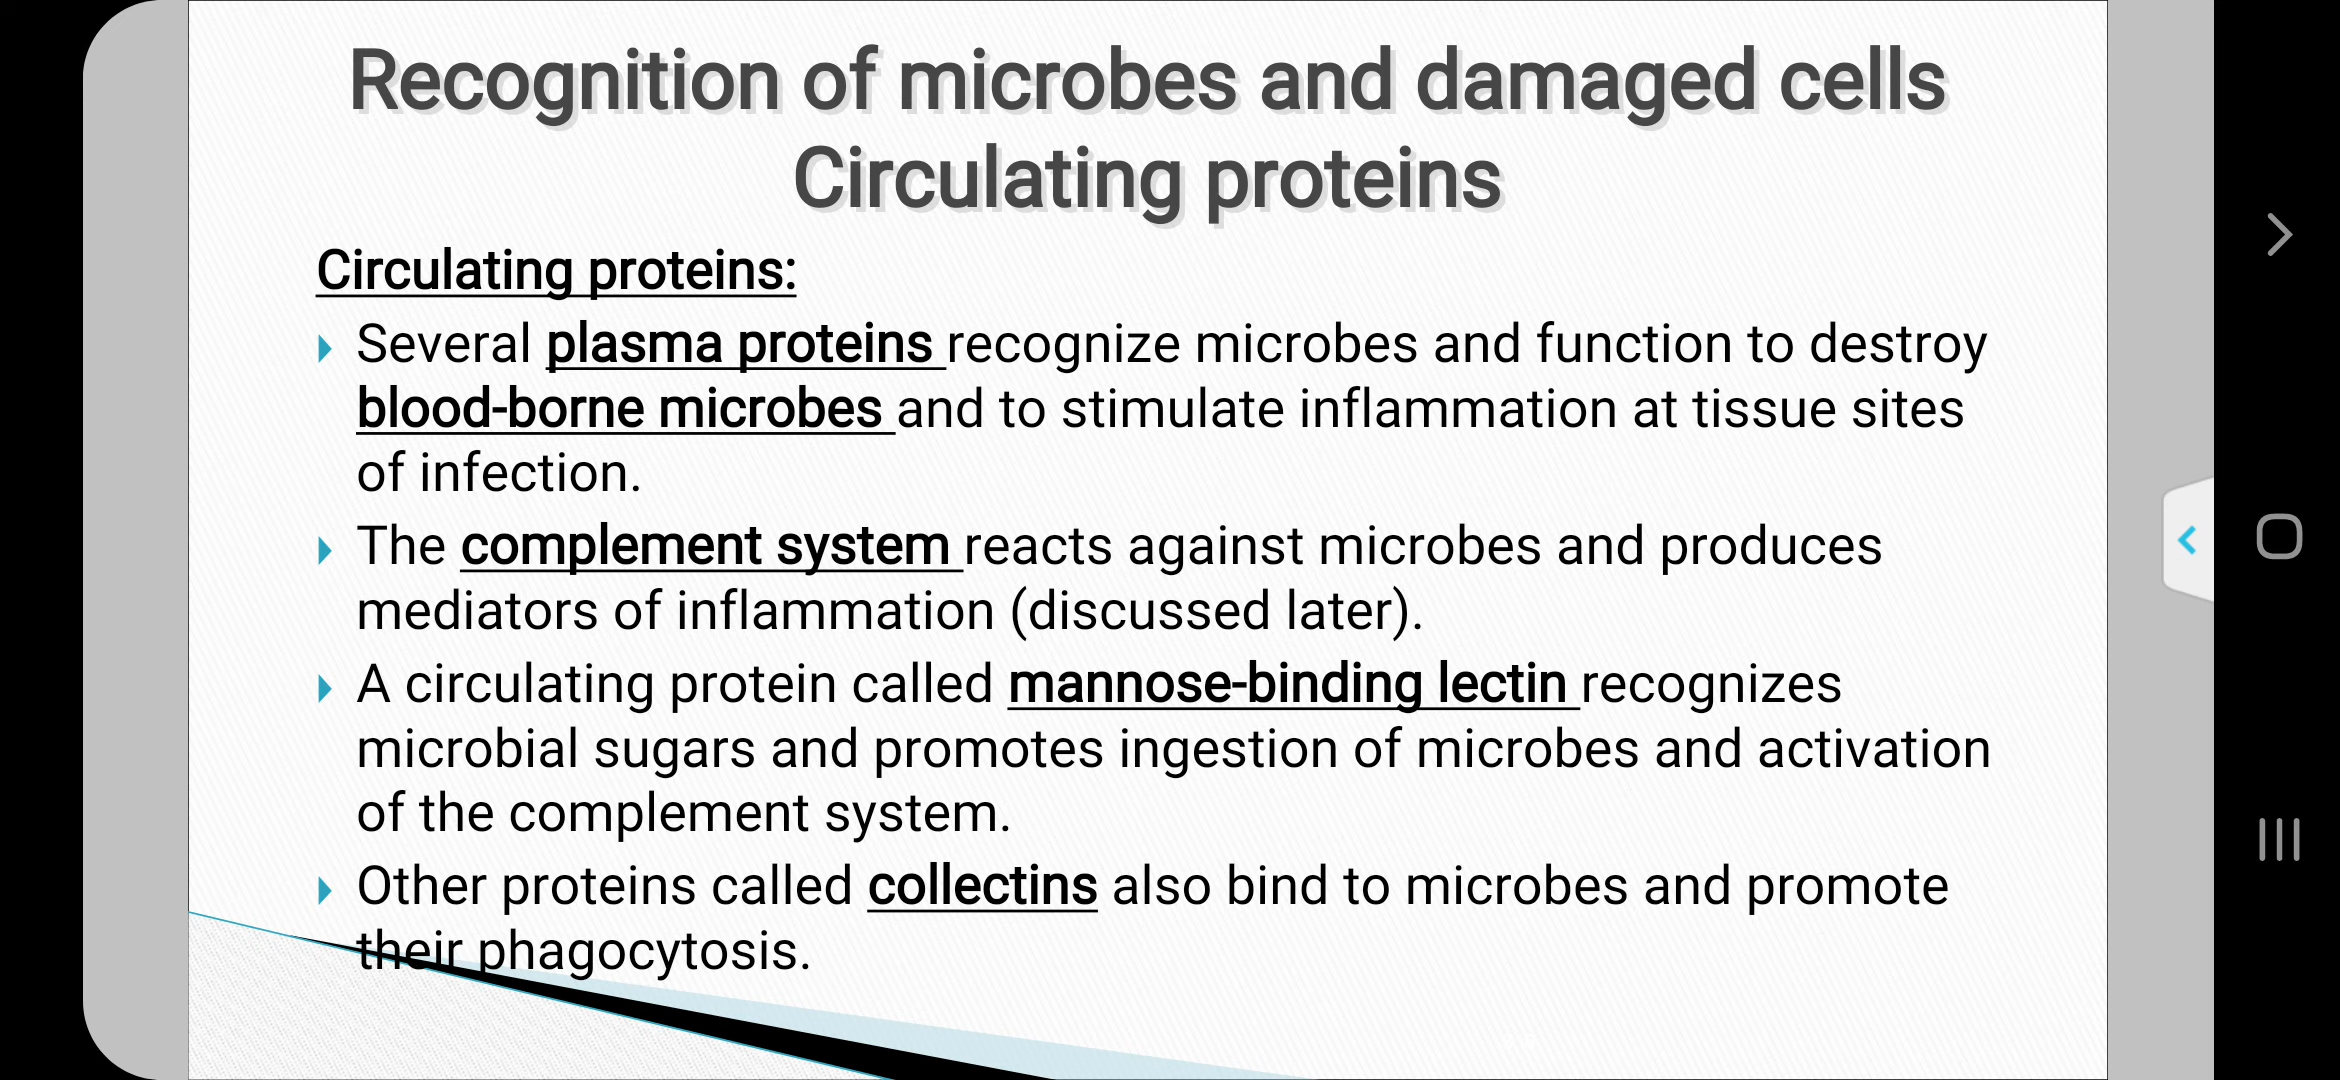 Recognition of microbes and damaged cells
Circulating proteins
Circulating proteins:
Several plasma proteins recognize microbes and function to destroy
blood-borne microbes and to stimulate inflammation at tissue sites
of infection.
The complement system reacts against microbes and produces
mediators of inflammation (discussed later).
A circulating protein called mannose-binding lectin recognizes
microbial sugars and promotes ingestion of microbes and activation
of the complement system.
Other proteins called collectins also bind to microbes and promote
their phagocytosis.